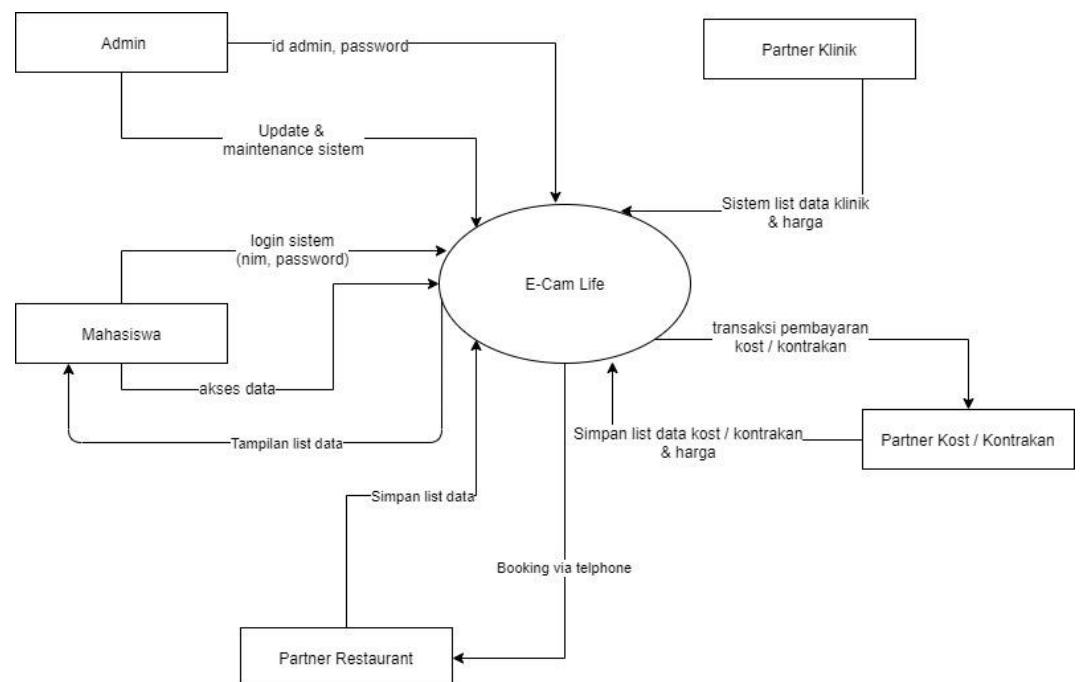 Admin
id admin, password
Partner Klinik
Update &
maintenance sistem
Sistem list data klinik
& harga
login sistem
(nim, password)
E-Cam Life
Mahasiswa
transaksi pembayaran
kost / kontrakan
akses data
Tampilan list data
Simpan list data kost / kontrakan
& harga
Partner Kost / Kontrakan
Simpan list data
Booking via telphone
Partner Restaurant